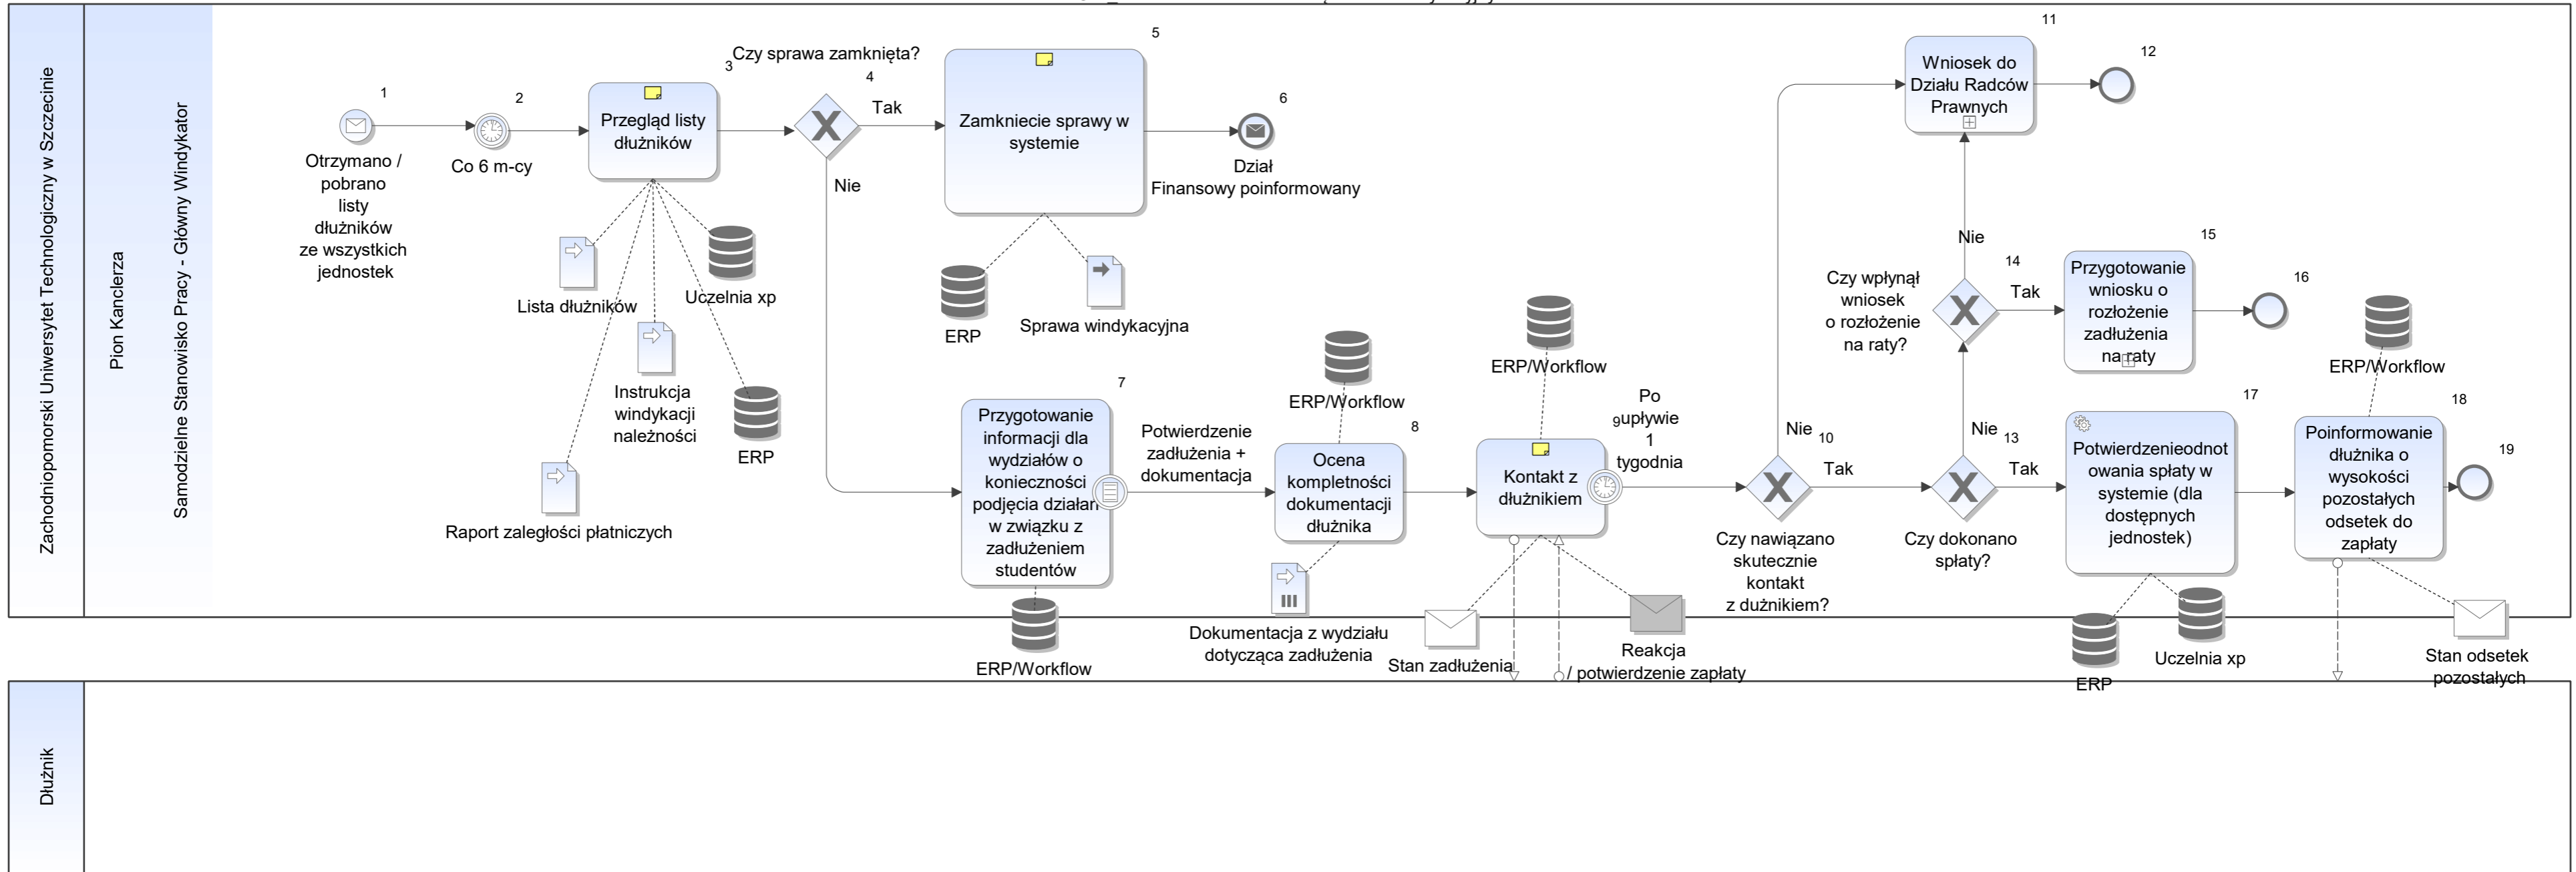 Zachodniopomorski Uniwersytet Technologiczny w Szczecinie
Pion Kanclerza
Samodzielne Stanowisko Pracy - Główny Windykator
1
Otrzymano /
pobrano
listy
dłużników
ze wszystkich
jednostek
2
Co 6 m-cy
3
Przegląd listy
dłużników
Lista dłużników
Uczelnia xp
Instrukcja
windykacji
należności
ERP
Raport zaległości płatniczych
Czy sprawa zamknięta?
4
Tak
Nie
5
Zamkniecie sprawy w
systemie
ERP
Sprawa windykacyjna
6
Dział
Finansowy poinformowany
7
Przygotowanie
informacji dla
wydziałów o
konieczności
podjęcia działań
w związku z
zadłużeniem
studentów
ERP/Workflow
Potwierdzenie
zadłużenia +
dokumentacja
8
Ocena
kompletności
dokumentacji
dłużnika
ERP/Workflow
Dokumentacja z wydziału
dotycząca zadłużenia
Kontakt z
dłużnikiem
ERP/Workflow
Stan zadłużenia
Reakcja
/ potwierdzenie zapłaty
9
Po
upływie
1
tygodnia
10
Nie
Tak
Czy nawiązano
skutecznie
kontakt
z dużnikiem?
11
Wniosek do
Działu Radców
Prawnych
12
13
Nie
Tak
Czy dokonano
spłaty?
14
Czy wpłynął
wniosek
o rozłożenie
na raty?
Nie
Tak
15
Przygotowanie
wniosku o
rozłożenie
zadłużenia
na raty
16
17
Potwierdzenieodnot
owania spłaty w
systemie (dla
dostępnych
jednostek)
ERP
Uczelnia xp
18
Poinformowanie
dłużnika o
wysokości
pozostałych
odsetek do
zapłaty
ERP/Workflow
Stan odsetek
pozostałych
19
Dłużnik